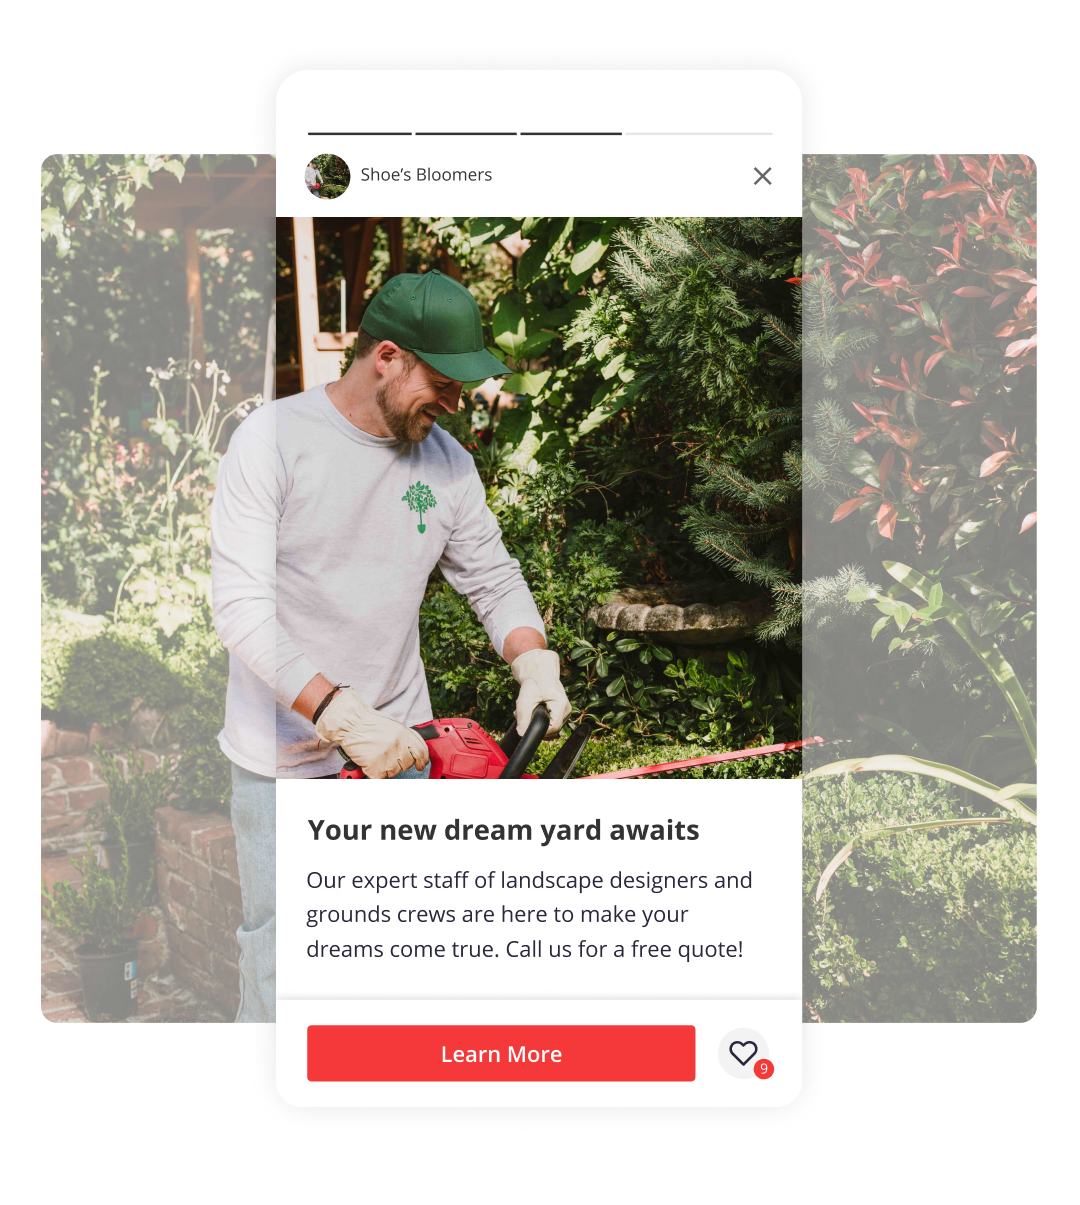 Shoe’s Bloomers
Your new dream yard awaits
Our expert staff of landscape designers and
grounds crews are here to make your
dreams come true. Call us for a free quote!
Learn More
9